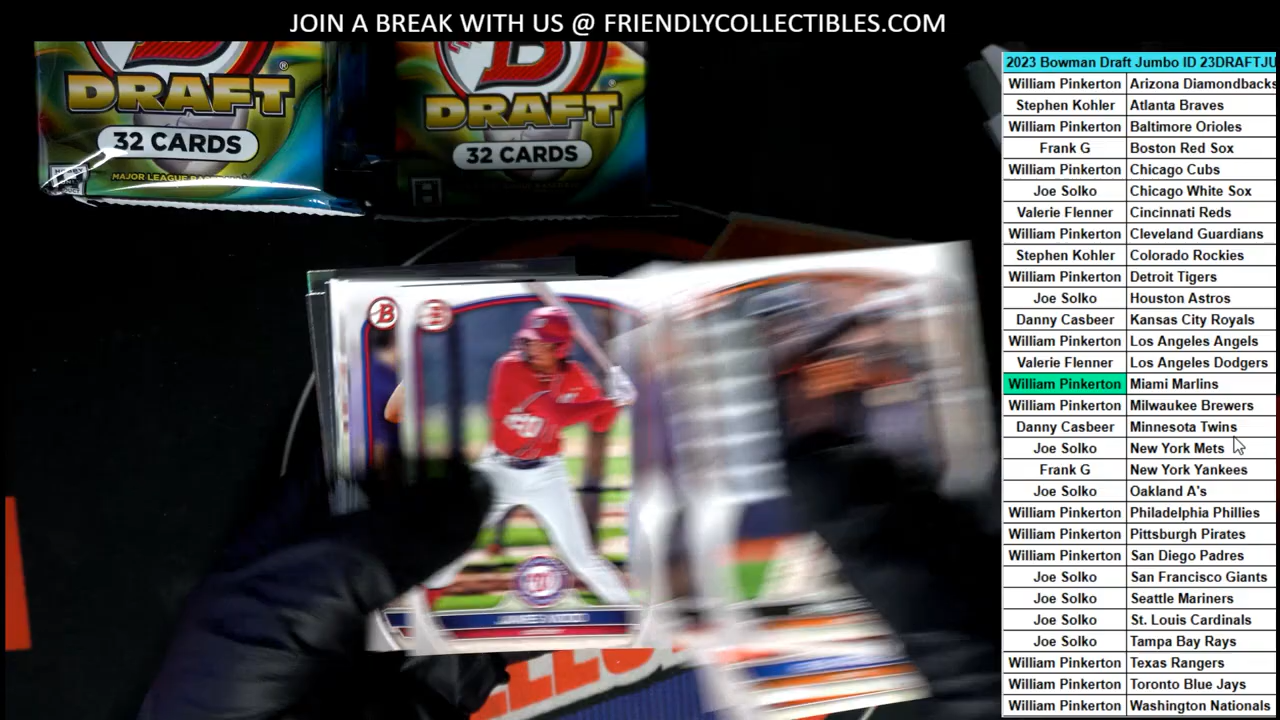 JOIN A BREAK WITH US @ FRIENDLYCOLLECTIBLES.COM
DRAFT
32 CARDS
MAJOR LEAGUE BASEBALL
DRAFT
32 CARDS
2023 Bowman Draft Jumbo ID 23DRAFTJU
William Pinkerton Arizona Diamondbacks
Stephen Kohler Atlanta Braves
William Pinkerton Baltimore Orioles
Frank G Boston Red Sox
William Pinkerton Chicago Cubs
Joe Solko Chicago White Sox
Valerie Flenner Cincinnati Reds
William Pinkerton Cleveland Guardians
Stephen Kohler Colorado Rockies
William Pinkerton Detroit Tigers
Joe Solko Houston Astros
Danny Casbeer Kansas City Royals
William Pinkerton Los Angeles Angels
Valerie Flenner Los Angeles Dodgers
William Pinkerton Miami Marlins
William Pinkerton Milwaukee Brewers
Danny Casbeer Minnesota Twins
Joe Solko New York Mets
Frank G New York Yankees
Joe Solko Oakland A's
William Pinkerton Philadelphia Phillies
William Pinkerton Pittsburgh Pirates
William Pinkerton San Diego Padres
Joe Solko San Francisco Giants
Joe Solko Seattle Mariners
Joe Solko St. Louis Cardinals
Joe Solko Tampa Bay Rays
William Pinkerton Texas Rangers
William Pinkerton Toronto Blue Jays
William Pinkerton Washington Nationals